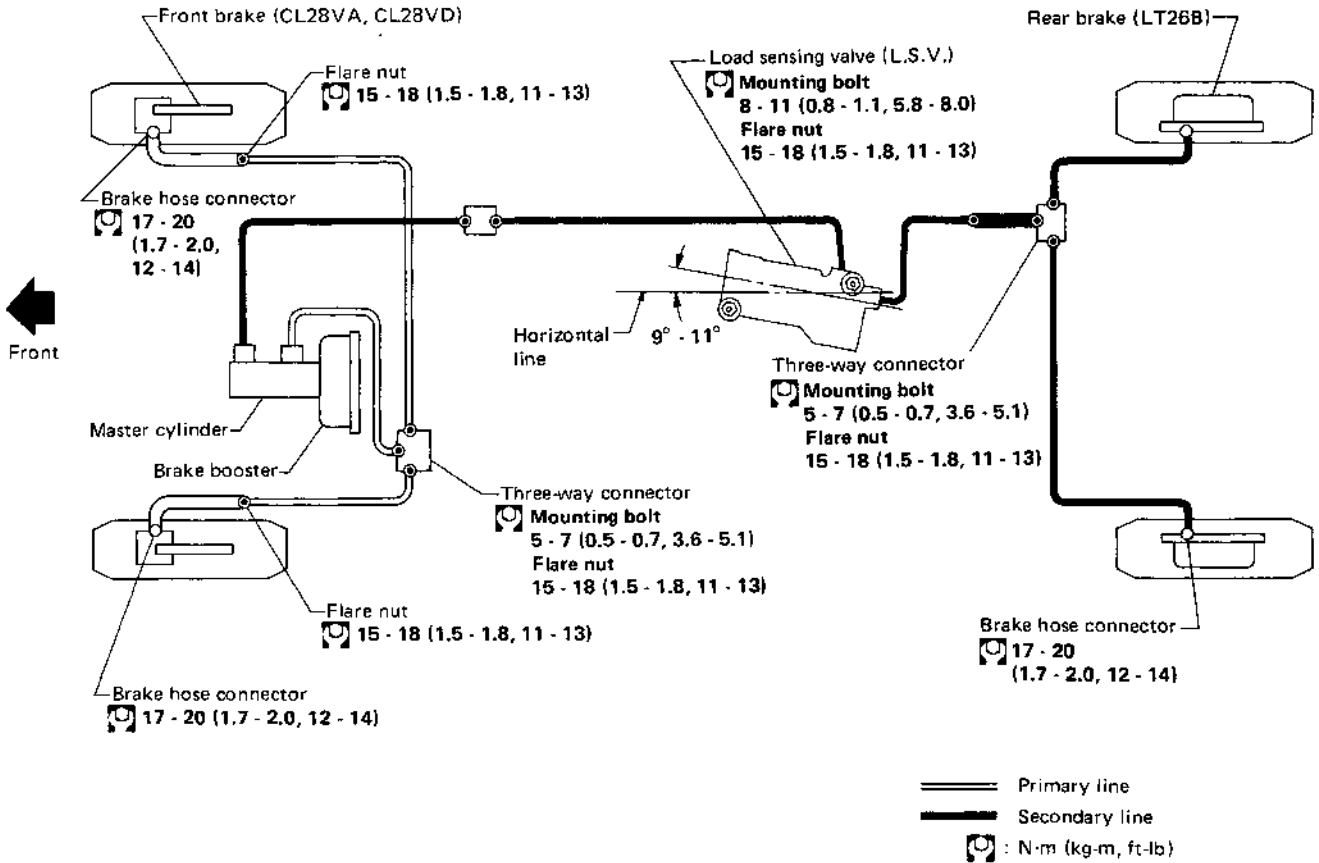 Front brake (CL28VA, CL28VD)
Rear brake (LT26B)
Flare nut
15 - 18 (1.5 - 1.8, 11 - 13)
Load sensing valve (L.S.V.)
Mounting bolt
8 - 11 (0.8 - 1.1, 5.8 - 8.0)
Flare nut
15 - 18 (1.5 - 1.8, 11 - 13)
Brake hose connector
17 - 20
(1.7 - 2.0,
12 - 14)
Front
Horizontal
line
9° - 11°
Three-way connector
Mounting bolt
5 - 7 (0.5 - 0.7, 3.6 - 5.1)
Flare nut
15 - 18 (1.5 - 1.8, 11 - 13)
Master cylinder
Brake booster
Three-way connector
Mounting bolt
5 - 7 (0.5 - 0.7, 3.6 - 5.1)
Flare nut
15 - 18 (1.5 - 1.8, 11 - 13)
Flare nut
15 - 18 (1.5 - 1.8, 11 - 13)
Brake hose connector
17 - 20
(1.7 - 2.0, 12 - 14)
Brake hose connector
17 - 20 (1.7 - 2.0, 12 - 14)
Primary line
Secondary line
: N·m (kg-m, ft-lb)